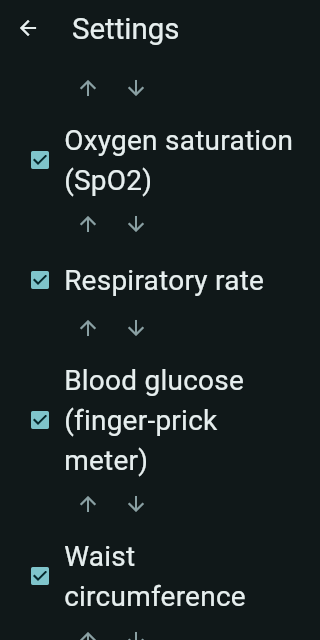 Settings
Oxygen saturation
(SpO2)
Respiratory rate
Blood glucose
(finger-prick
meter)
Waist
circumference